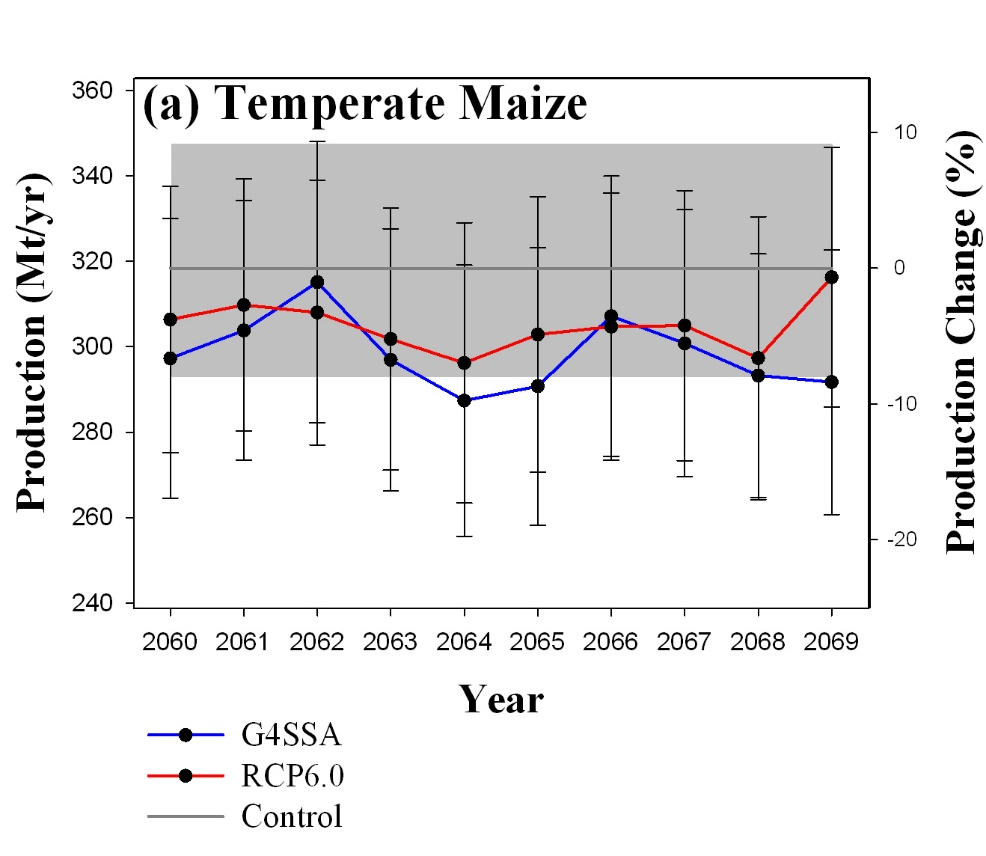 (a) Temperate Maize
Production (Mt/yr)
360
340
320
300
280
260
240
10
0
-10
-20
Production Change (%)
2060 2061 2062 2063 2064 2065 2066 2067 2068 2069
Year
G4SSA
RCP6.0
Control